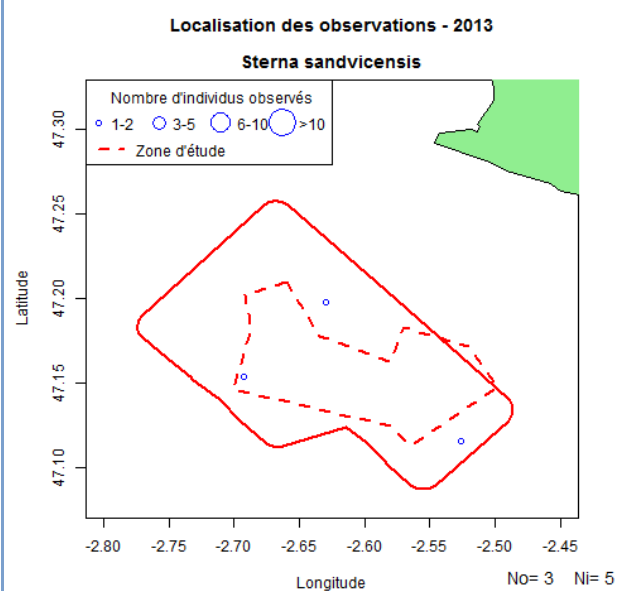 Localisation des observations - 2013
Sterna sandvicensis
Nombre d'individus observés
1-2 3-5 6-10 >10
Zone d'étude
Latitude
47.30
47.25
47.20
47.15
47.10
-2.80 -2.75 -2.70 -2.65 -2.60 -2.55 -2.50 -2.45
Longitude
No= 3 Ni= 5